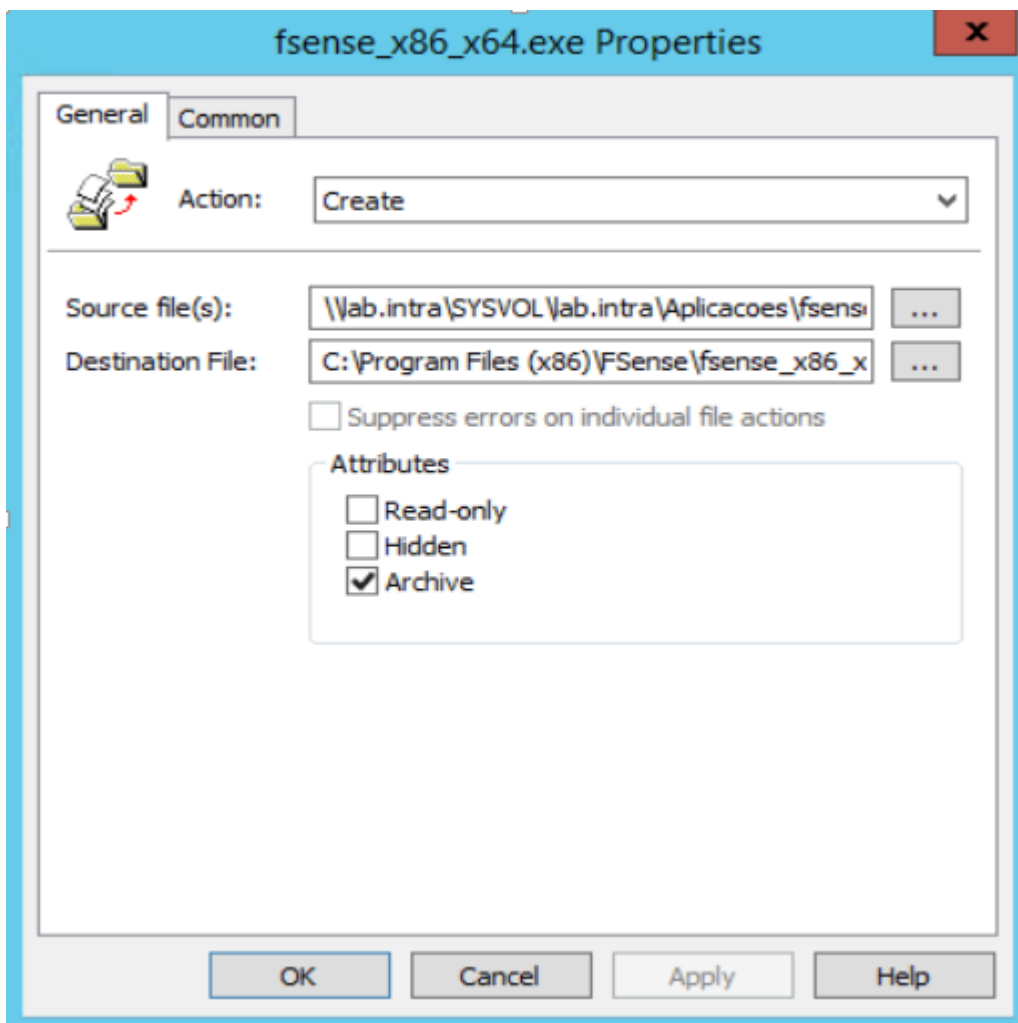 fsense_x86_x64.exe Properties
x
General Common
Action: Create
Source file(s): \\lab.intra\SYSVOL\lab.intra\Aplicacoes\fsens ...
Destination File: C:\Program Files (x86)\FSense\fsense_x86_x ...
Suppress errors on individual file actions
Attributes
Read-only
Hidden
Archive
OK Cancel Apply Help